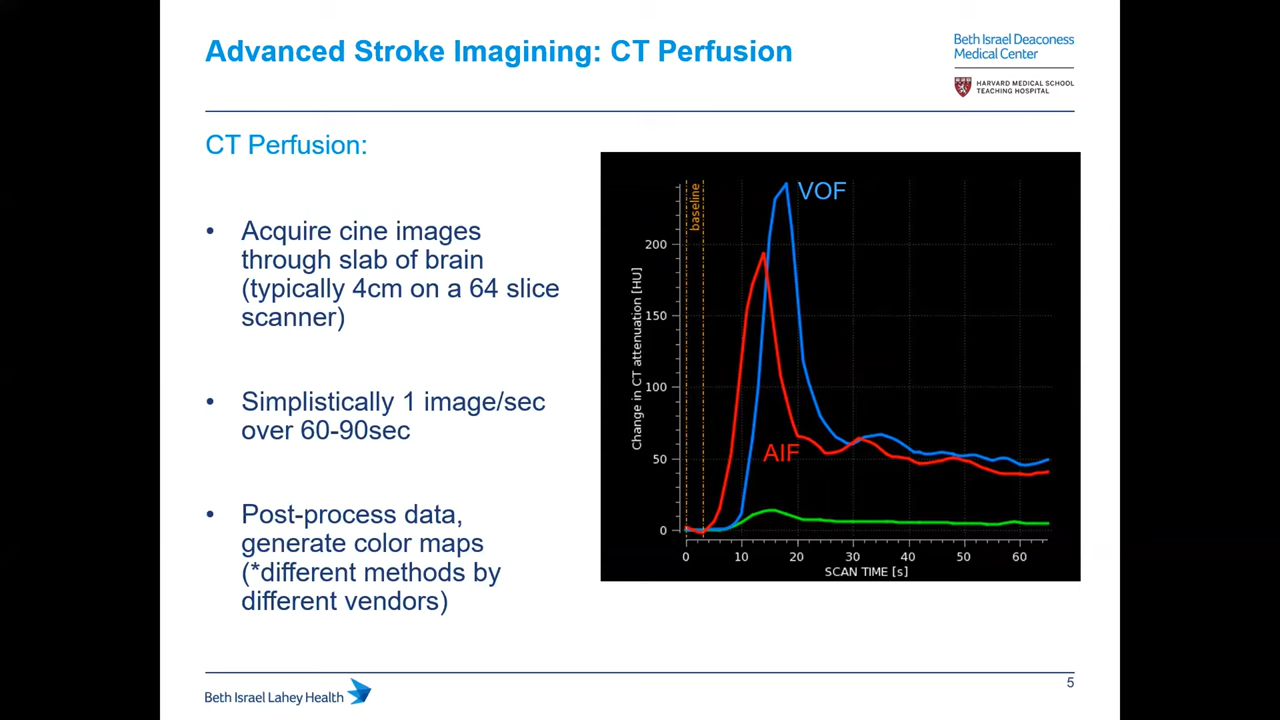 Advanced Stroke Imagining: CT Perfusion
Beth Israel Deaconess
Medical Center
HARVARD MEDICAL SCHOOL
TEACHING HOSPITAL
CT Perfusion:
• Acquire cine images
through slab of brain
(typically 4cm on a 64 slice
scanner)
• Simplistically 1 image/sec
over 60-90sec
• Post-process data,
generate color maps
(*different methods by
different vendors)
baseline
VOF
AIF
Change in CT attenuation [HU]
200
150
100
50
0
0 10 20 30 40 50 60
SCAN TIME [s]
Beth Israel Lahey Health
5